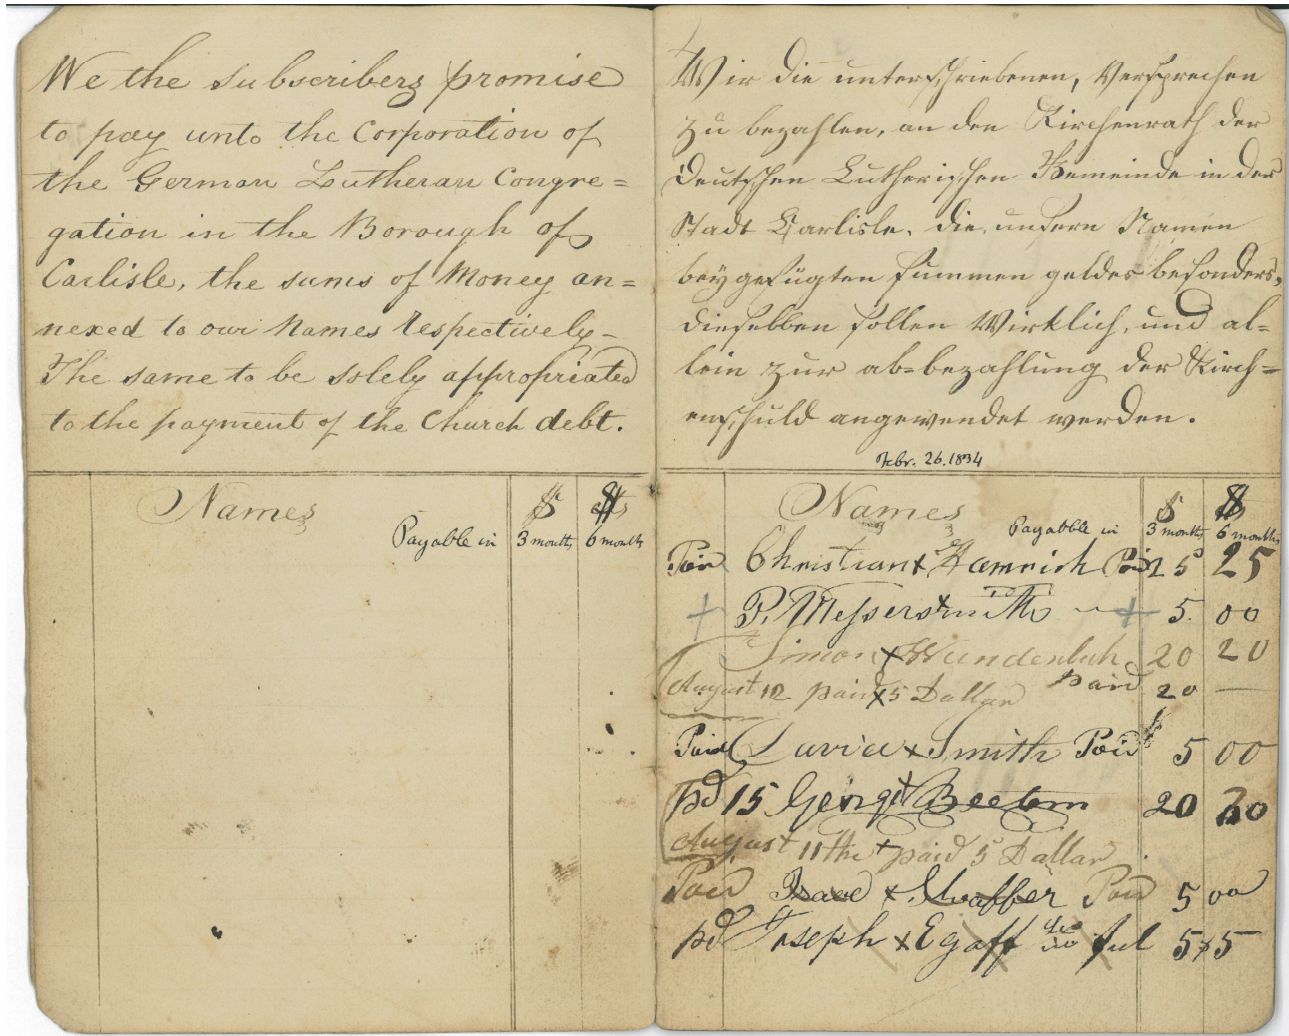 We the subscribers promise
to pay unto the Corporation of
the German Lutheran Congre=
gation in the Borough of
Carlisle, the sums of Money an=
nexed to our Names Respectively-
The same to be solely appropriated
to the payment of the Church debt.
Names $ $
Payable in 3 months 6 months
Wir die unterschriebenen, Versprechen
zu bezahlen, an den Kirchenrath der
Deutschen Lutherischen Gemeinde in der
Stadt Carlisle, die unsern Namen
beygefügten summen geldes besonders,
dieselben sollen Wirklich, und al=
lein zur ab=bezahlung der Kirch=
enschuld angewendet werden.
Febr. 26. 1834
Names $ $
Payable in 3 months 6 months
Paid Christian x Paid 25 25
+ P. Messersmith + 5. 00
Simon x Wunderlich 20 20
August 12 paid x 5 Dollar paid 20 —
Paid David x Smith Paid 5 00
pd 15 George Beetem 20 20
August 11 the + paid 5 Dallar
Paid Isaac x Paid 5 00
pd Joseph x Egolff ful 5 x 5